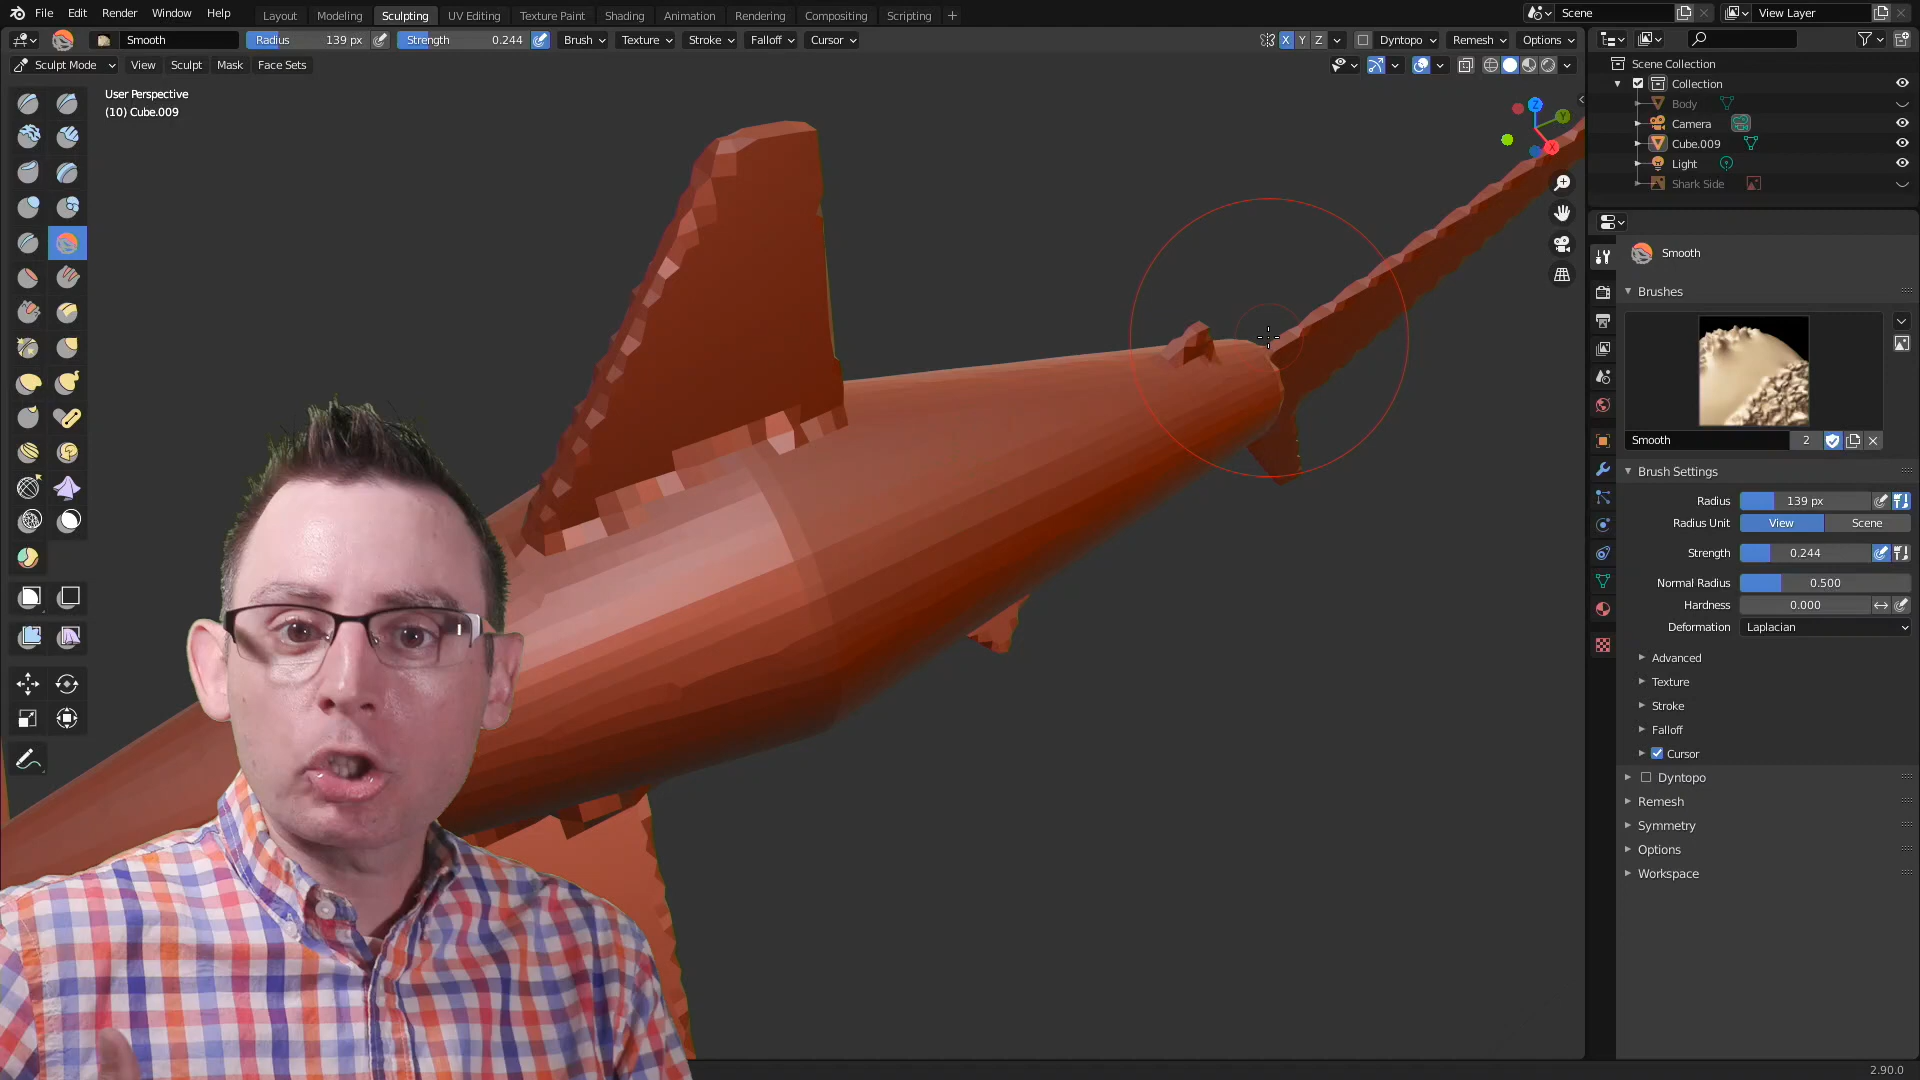 File Edit Render Window Help
Layout Modeling Sculpting UV Editing Texture Paint Shading Animation Rendering Compositing Scripting +
Scene
View Layer
Smooth Radius 139 px Strength 0.244 Brush Texture Stroke Falloff Cursor
X Y Z Dyntopo Remesh Options
Sculpt Mode View Sculpt Mask Face Sets
User Perspective
(10) Cube.009
Z
Y
X
Scene Collection
Collection
Body
Camera
Cube.009
Light
Shark Side
Smooth
Brushes
Smooth 2
Brush Settings
Radius 139 px
Radius Unit View Scene
Strength 0.244
Normal Radius 0.500
Hardness 0.000
Deformation Laplacian
Advanced
Texture
Stroke
Falloff
Cursor
Dyntopo
Remesh
Symmetry
Options
Workspace
2.90.0